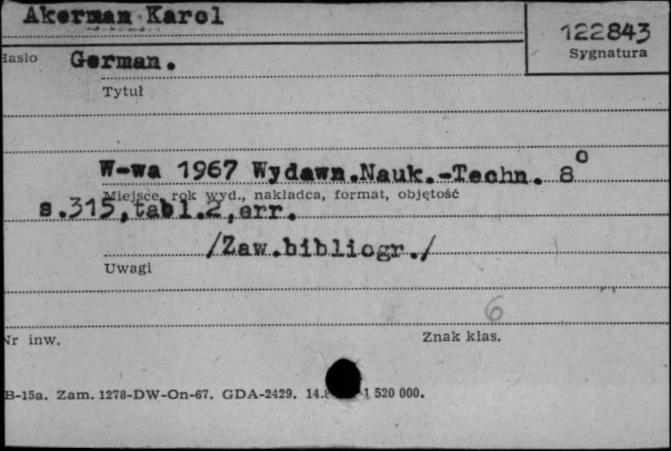 Akerman Karol
122843
Sygnatura
Hasło German.
Tytuł
W-wa 1967 Wydawn.Nauk.-Techn. 8°
Miejsce, rok wyd., nakładca, format, objętość
s.315,tabl.2,err.
/Zaw.bibliogr./
Uwagi
6
Nr inw. Znak klas.
B-15a. Zam. 1278-DW-On-67. GDA-2429. 1 520 000.